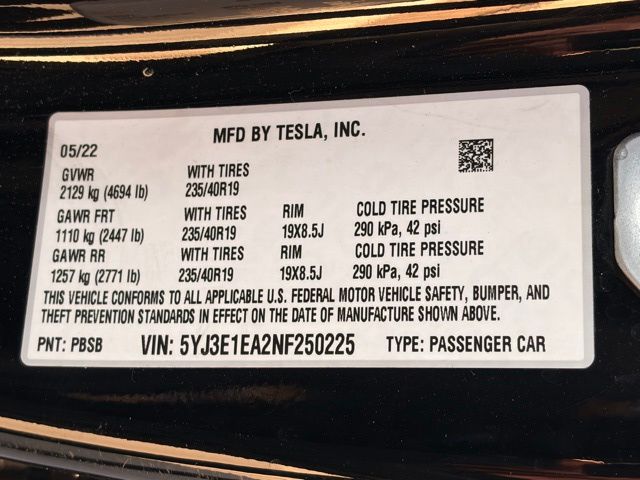 MFD BY TESLA, INC.
05/22
GVWR WITH TIRES
2129 kg (4694 lb) 235/40R19
GAWR FRT WITH TIRES RIM COLD TIRE PRESSURE
1110 kg (2447 lb) 235/40R19 19X8.5J 290 kPa, 42 psi
GAWR RR WITH TIRES RIM COLD TIRE PRESSURE
1257 kg (2771 lb) 235/40R19 19X8.5J 290 kPa, 42 psi
THIS VEHICLE CONFORMS TO ALL APPLICABLE U.S. FEDERAL MOTOR VEHICLE SAFETY, BUMPER, AND
THEFT PREVENTION STANDARDS IN EFFECT ON THE DATE OF MANUFACTURE SHOWN ABOVE.
PNT: PBSB VIN: 5YJ3E1EA2NF250225 TYPE: PASSENGER CAR